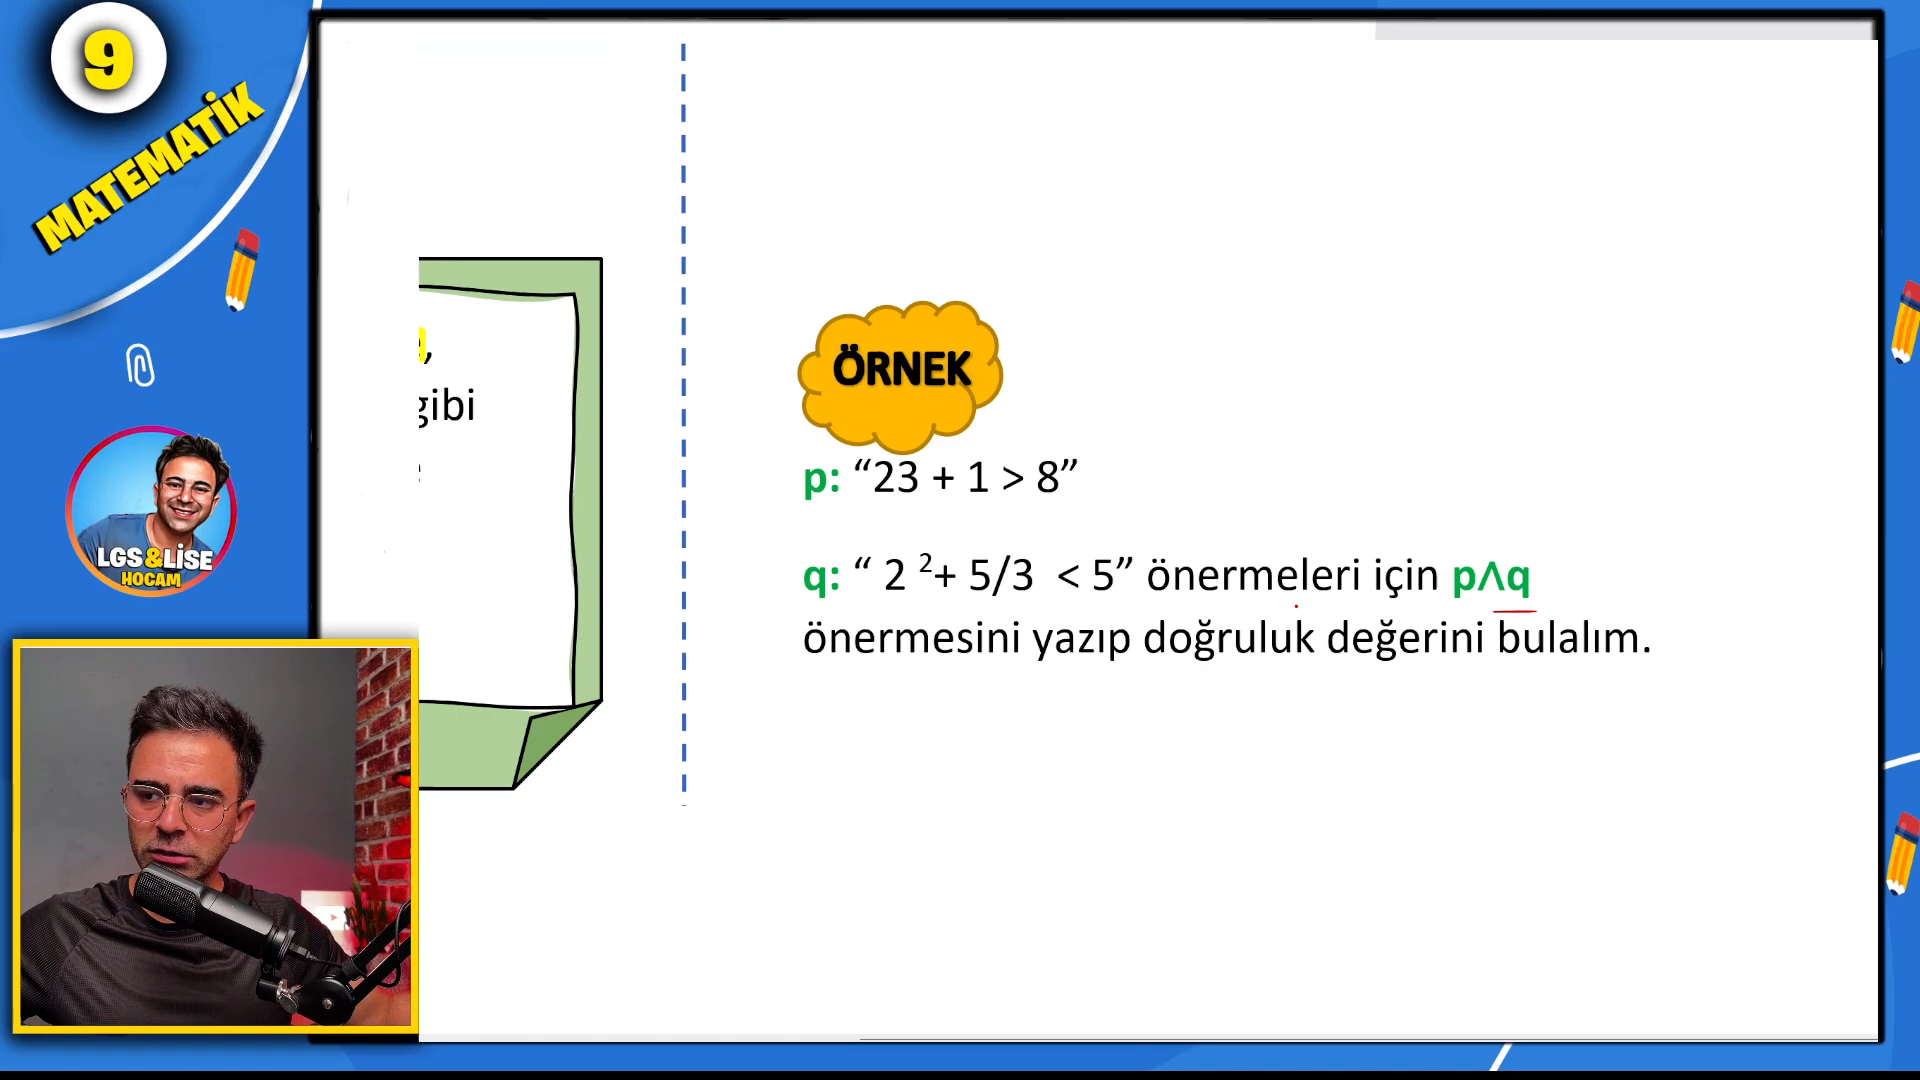 9
MATEMATİK
LGS&LİSE
HOCAM
gibi
ÖRNEK
p: “23 + 1 > 8”
q: “ 2 ²+ 5/3 < 5” önermeleri için p⋀q
önermesini yazıp doğruluk değerini bulalım.